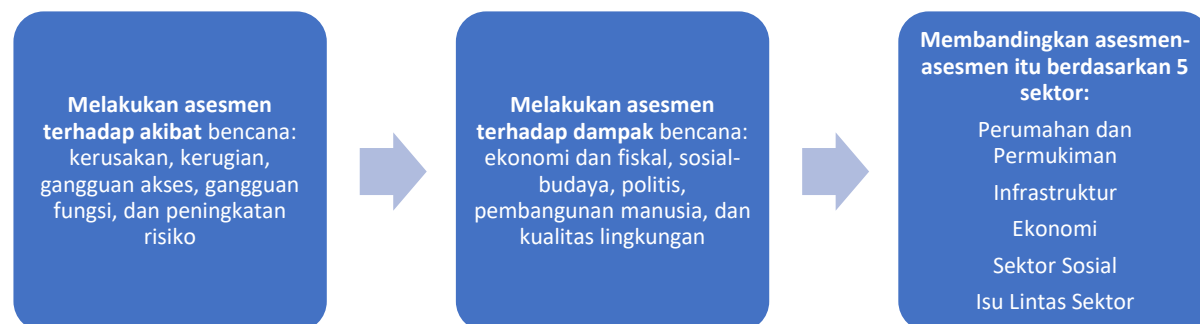 Melakukan asesmen
terhadap akibat bencana:
kerusakan, kerugian,
gangguan akses, gangguan
fungsi, dan peningkatan
risiko
Melakukan asesmen
terhadap dampak bencana:
ekonomi dan fiskal, sosial-
budaya, politis,
pembangunan manusia, dan
kualitas lingkungan
Membandingkan asesmen-
asesmen itu berdasarkan 5
sektor:
Perumahan dan
Permukiman
Infrastruktur
Ekonomi
Sektor Sosial
Isu Lintas Sektor